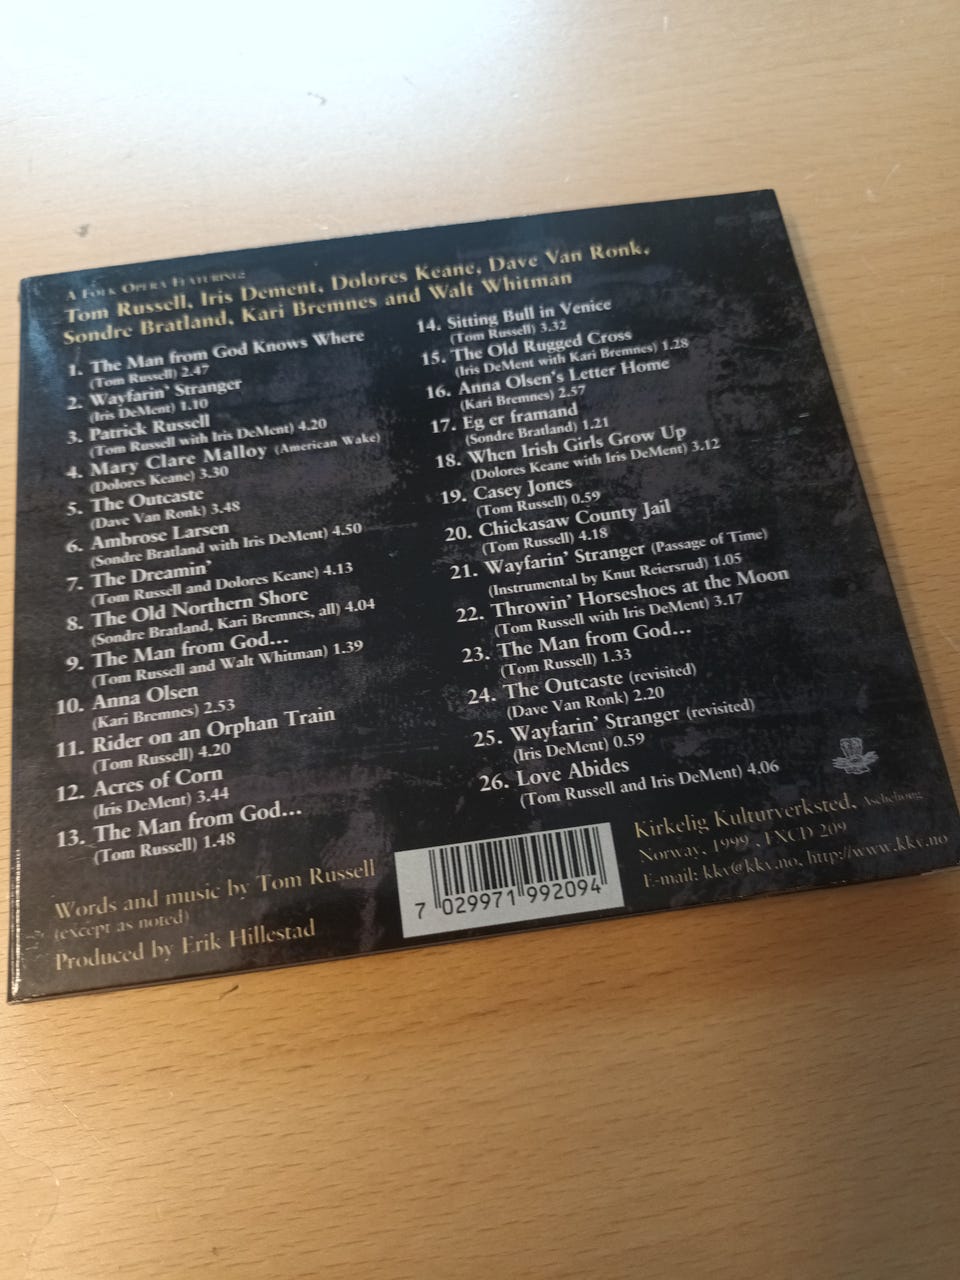 A Folk Opera Featuring:
Tom Russell, Iris Dement, Dolores Keane, Dave Van Ronk,
Sondre Bratland, Kari Bremnes and Walt Whitman
1. The Man from God Knows Where
(Tom Russell) 2.47
2. Wayfarin' Stranger
(Iris DeMent) 1.10
3. Patrick Russell
(Tom Russell with Iris DeMent) 4.20
4. Mary Clare Malloy (American Wake)
(Dolores Keane) 3.30
5. The Outcaste
(Dave Van Ronk) 3.48
6. Ambrose Larsen
(Sondre Bratland with Iris DeMent) 4.50
7. The Dreamin'
(Tom Russell and Dolores Keane) 4.13
8. The Old Northern Shore
(Sondre Bratland, Kari Bremnes, all) 4.04
9. The Man from God...
(Tom Russell and Walt Whitman) 1.39
10. Anna Olsen
(Kari Bremnes) 2.53
11. Rider on an Orphan Train
(Tom Russell) 4.20
12. Acres of Corn
(Iris DeMent) 3.44
13. The Man from God...
(Tom Russell) 1.48
14. Sitting Bull in Venice
(Tom Russell) 3.32
15. The Old Rugged Cross
(Iris DeMent with Kari Bremnes) 1.28
16. Anna Olsen's Letter Home
(Kari Bremnes) 2.57
17. Eg er framand
(Sondre Bratland) 1.21
18. When Irish Girls Grow Up
(Dolores Keane with Iris DeMent) 3.12
19. Casey Jones
(Tom Russell) 0.59
20. Chickasaw County Jail
(Tom Russell) 4.18
21. Wayfarin' Stranger (Passage of Time)
(Instrumental by Knut Reiersrud) 1.05
22. Throwin' Horseshoes at the Moon
(Tom Russell with Iris DeMent) 3.17
23. The Man from God...
(Tom Russell) 1.33
24. The Outcaste (revisited)
(Dave Van Ronk) 2.20
25. Wayfarin' Stranger (revisited)
(Iris DeMent) 0.59
26. Love Abides
(Tom Russell and Iris DeMent) 4.06
Words and music by Tom Russell
(except as noted)
Produced by Erik Hillestad
7 029971 992094
Kirkelig Kulturverksted, Aschehoug
Norway, 1999 . FXCD 209
E-mail: kkv@kkv.no, http://www.kkv.no